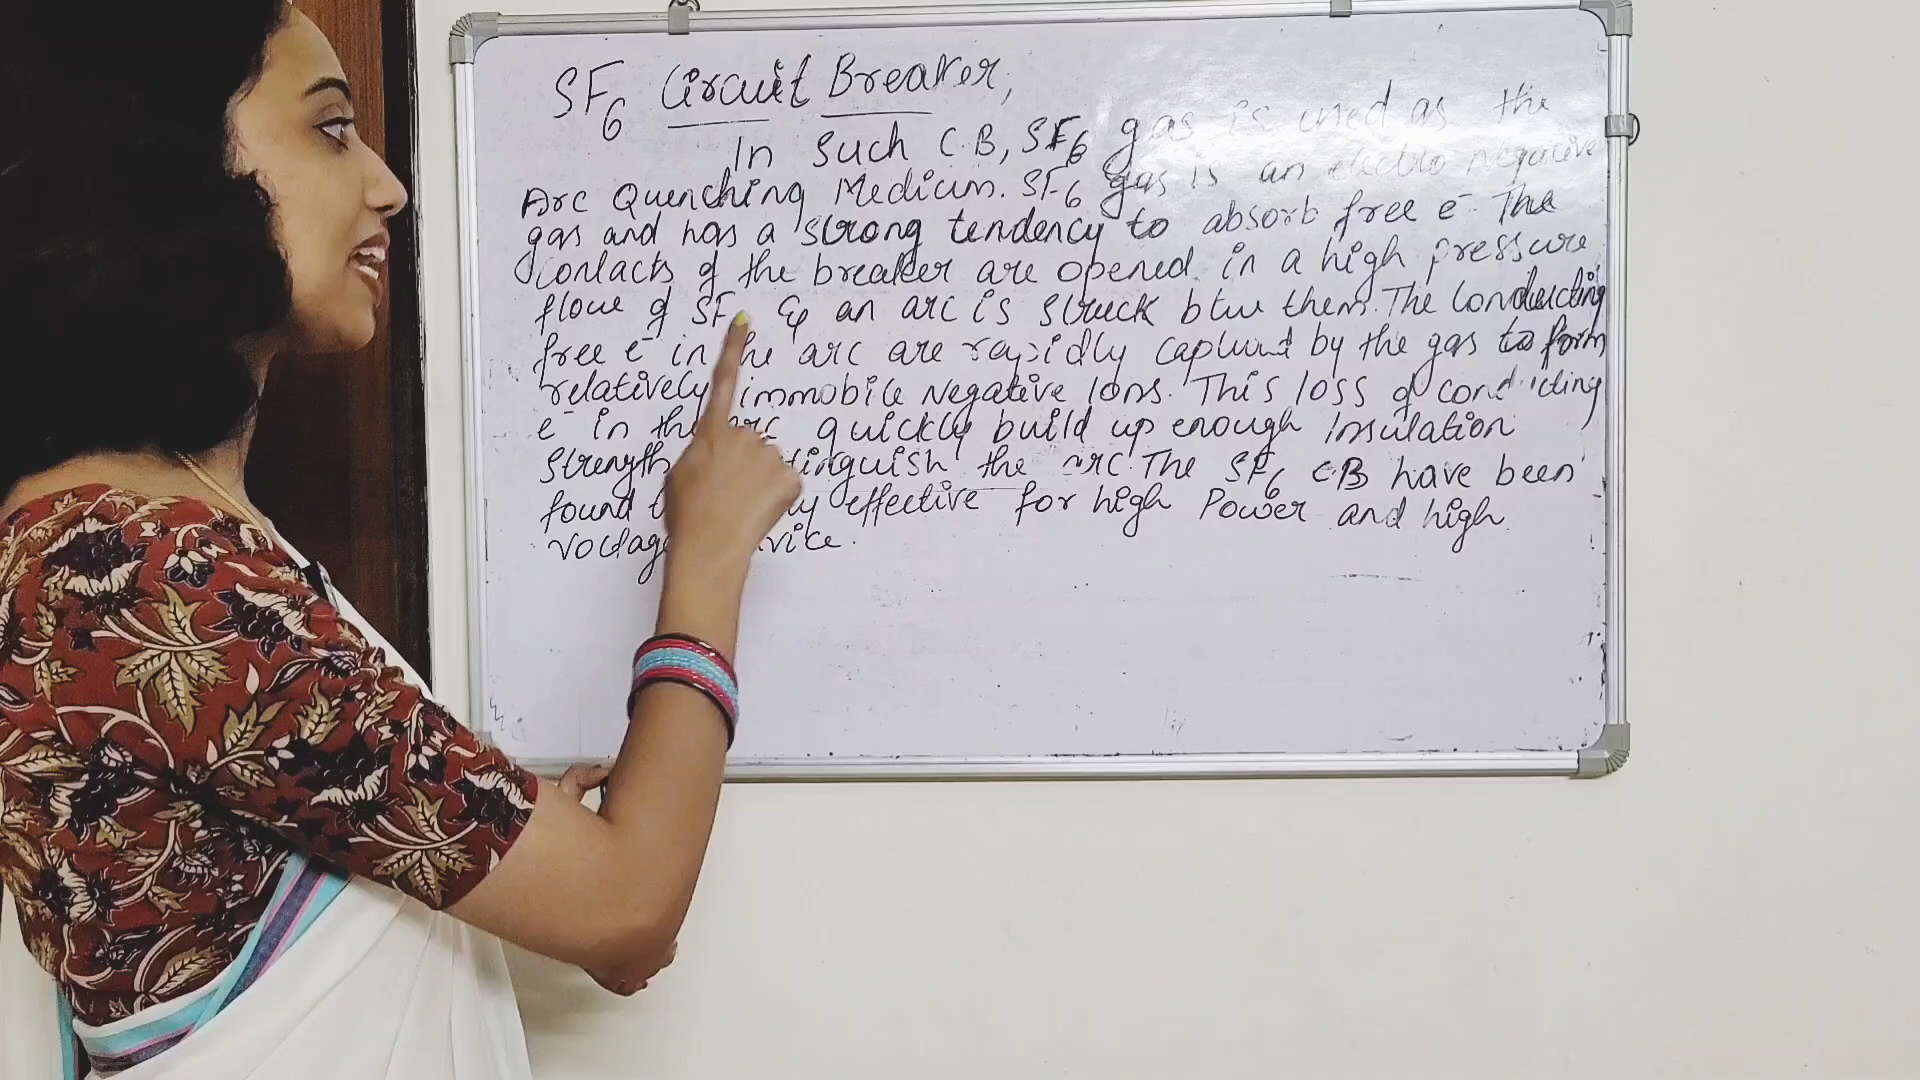 SF6 Circuit Breaker,
In Such C.B, SF6 gas is used as the
Arc Quenching Medium. SF6 gas is an electro negative
gas and has a strong tendency to absorb free e-. The
contacts of the breaker are opened in a high pressure
flow of SF & an arc is struck btw them. The Conducting
free e- in the arc are rapidly captured by the gas to form
relatively immobile Negative Ions. This loss of conducting
e- in the arc quickly build up enough Insulation
Strength the arc. The SF6 CB have been
found effective for high Power and high